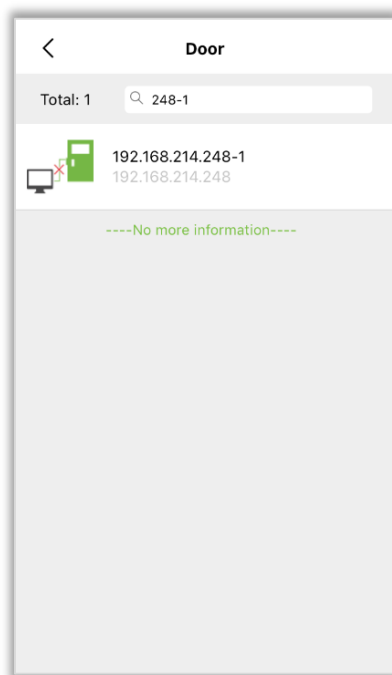 Door
Total: 1
248-1
192.168.214.248-1
192.168.214.248
----No more information----